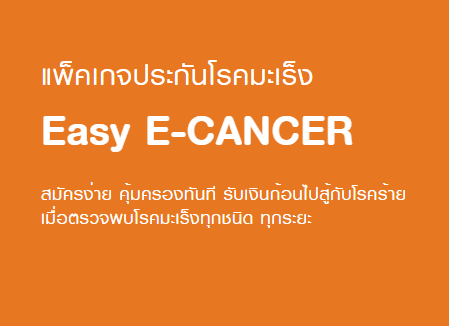 แพ็คเกจประกันโรคมะเร็ง
Easy E-CANCER
สมัครง่าย คุ้มครองทันที รับเงินก้อนไปสู้กับโรคร้าย
เมื่อตรวจพบโรคมะเร็งทุกชนิด ทุกระยะ